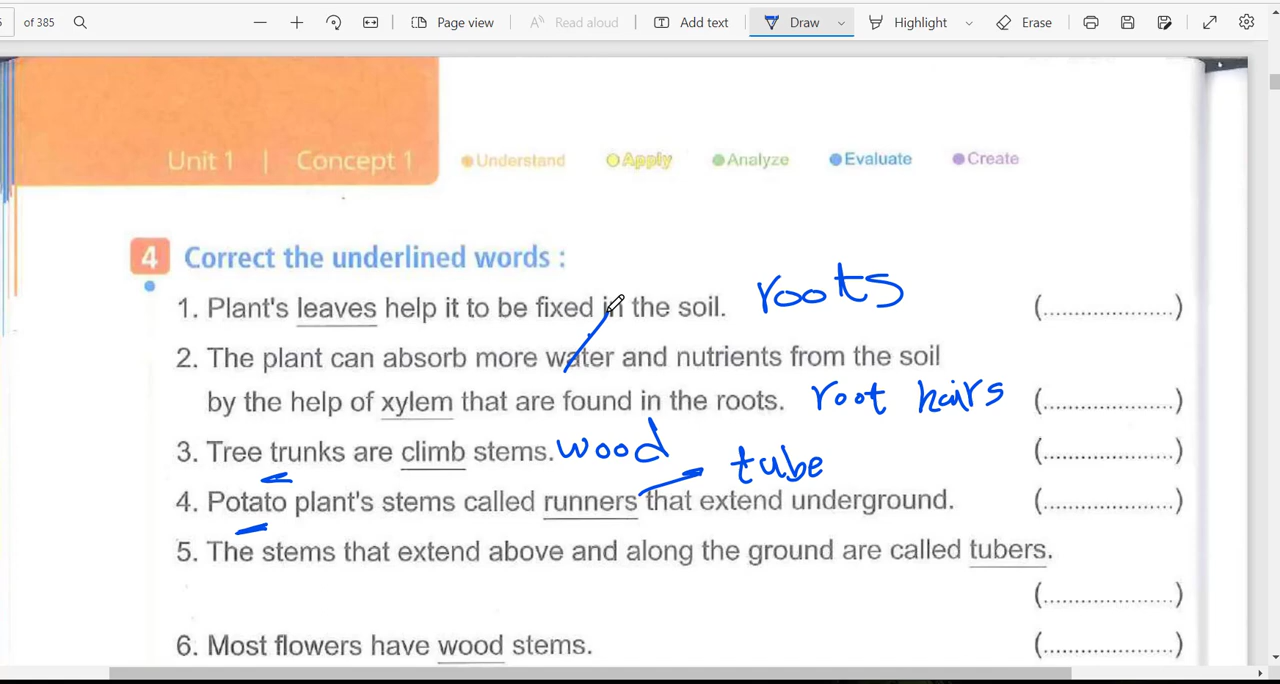 of 385
Page view
Read aloud
Add text
Draw
Highlight
Erase
Unit 1 | Concept 1
Understand Apply Analyze Evaluate Create
4 Correct the underlined words :
1. Plant's leaves help it to be fixed in the soil. roots (......................)
2. The plant can absorb more water and nutrients from the soil
by the help of xylem that are found in the roots. root hairs (......................)
3. Tree trunks are climb stems. wood (......................)
tube
4. Potato plant's stems called runners that extend underground. (......................)
5. The stems that extend above and along the ground are called tubers.
(......................)
6. Most flowers have wood stems. (......................)